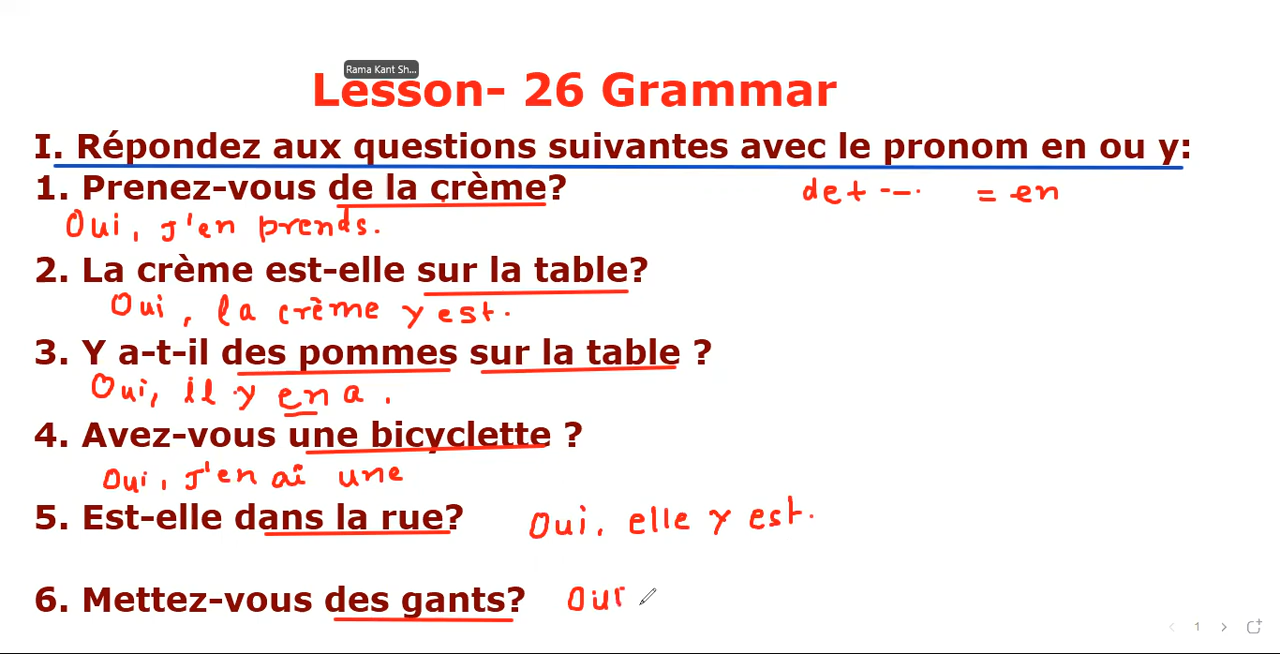 Rama Kant Sh...
Lesson- 26 Grammar
I. Répondez aux questions suivantes avec le pronom en ou y:
1. Prenez-vous de la crème?
de + -—· = en
Oui, J'en prends.
2. La crème est-elle sur la table?
Oui, la crème y est.
3. Y a-t-il des pommes sur la table ?
Oui, il y en a.
4. Avez-vous une bicyclette ?
Oui, J'en ai une
5. Est-elle dans la rue? Oui, elle y est.
6. Mettez-vous des gants? Oui
1